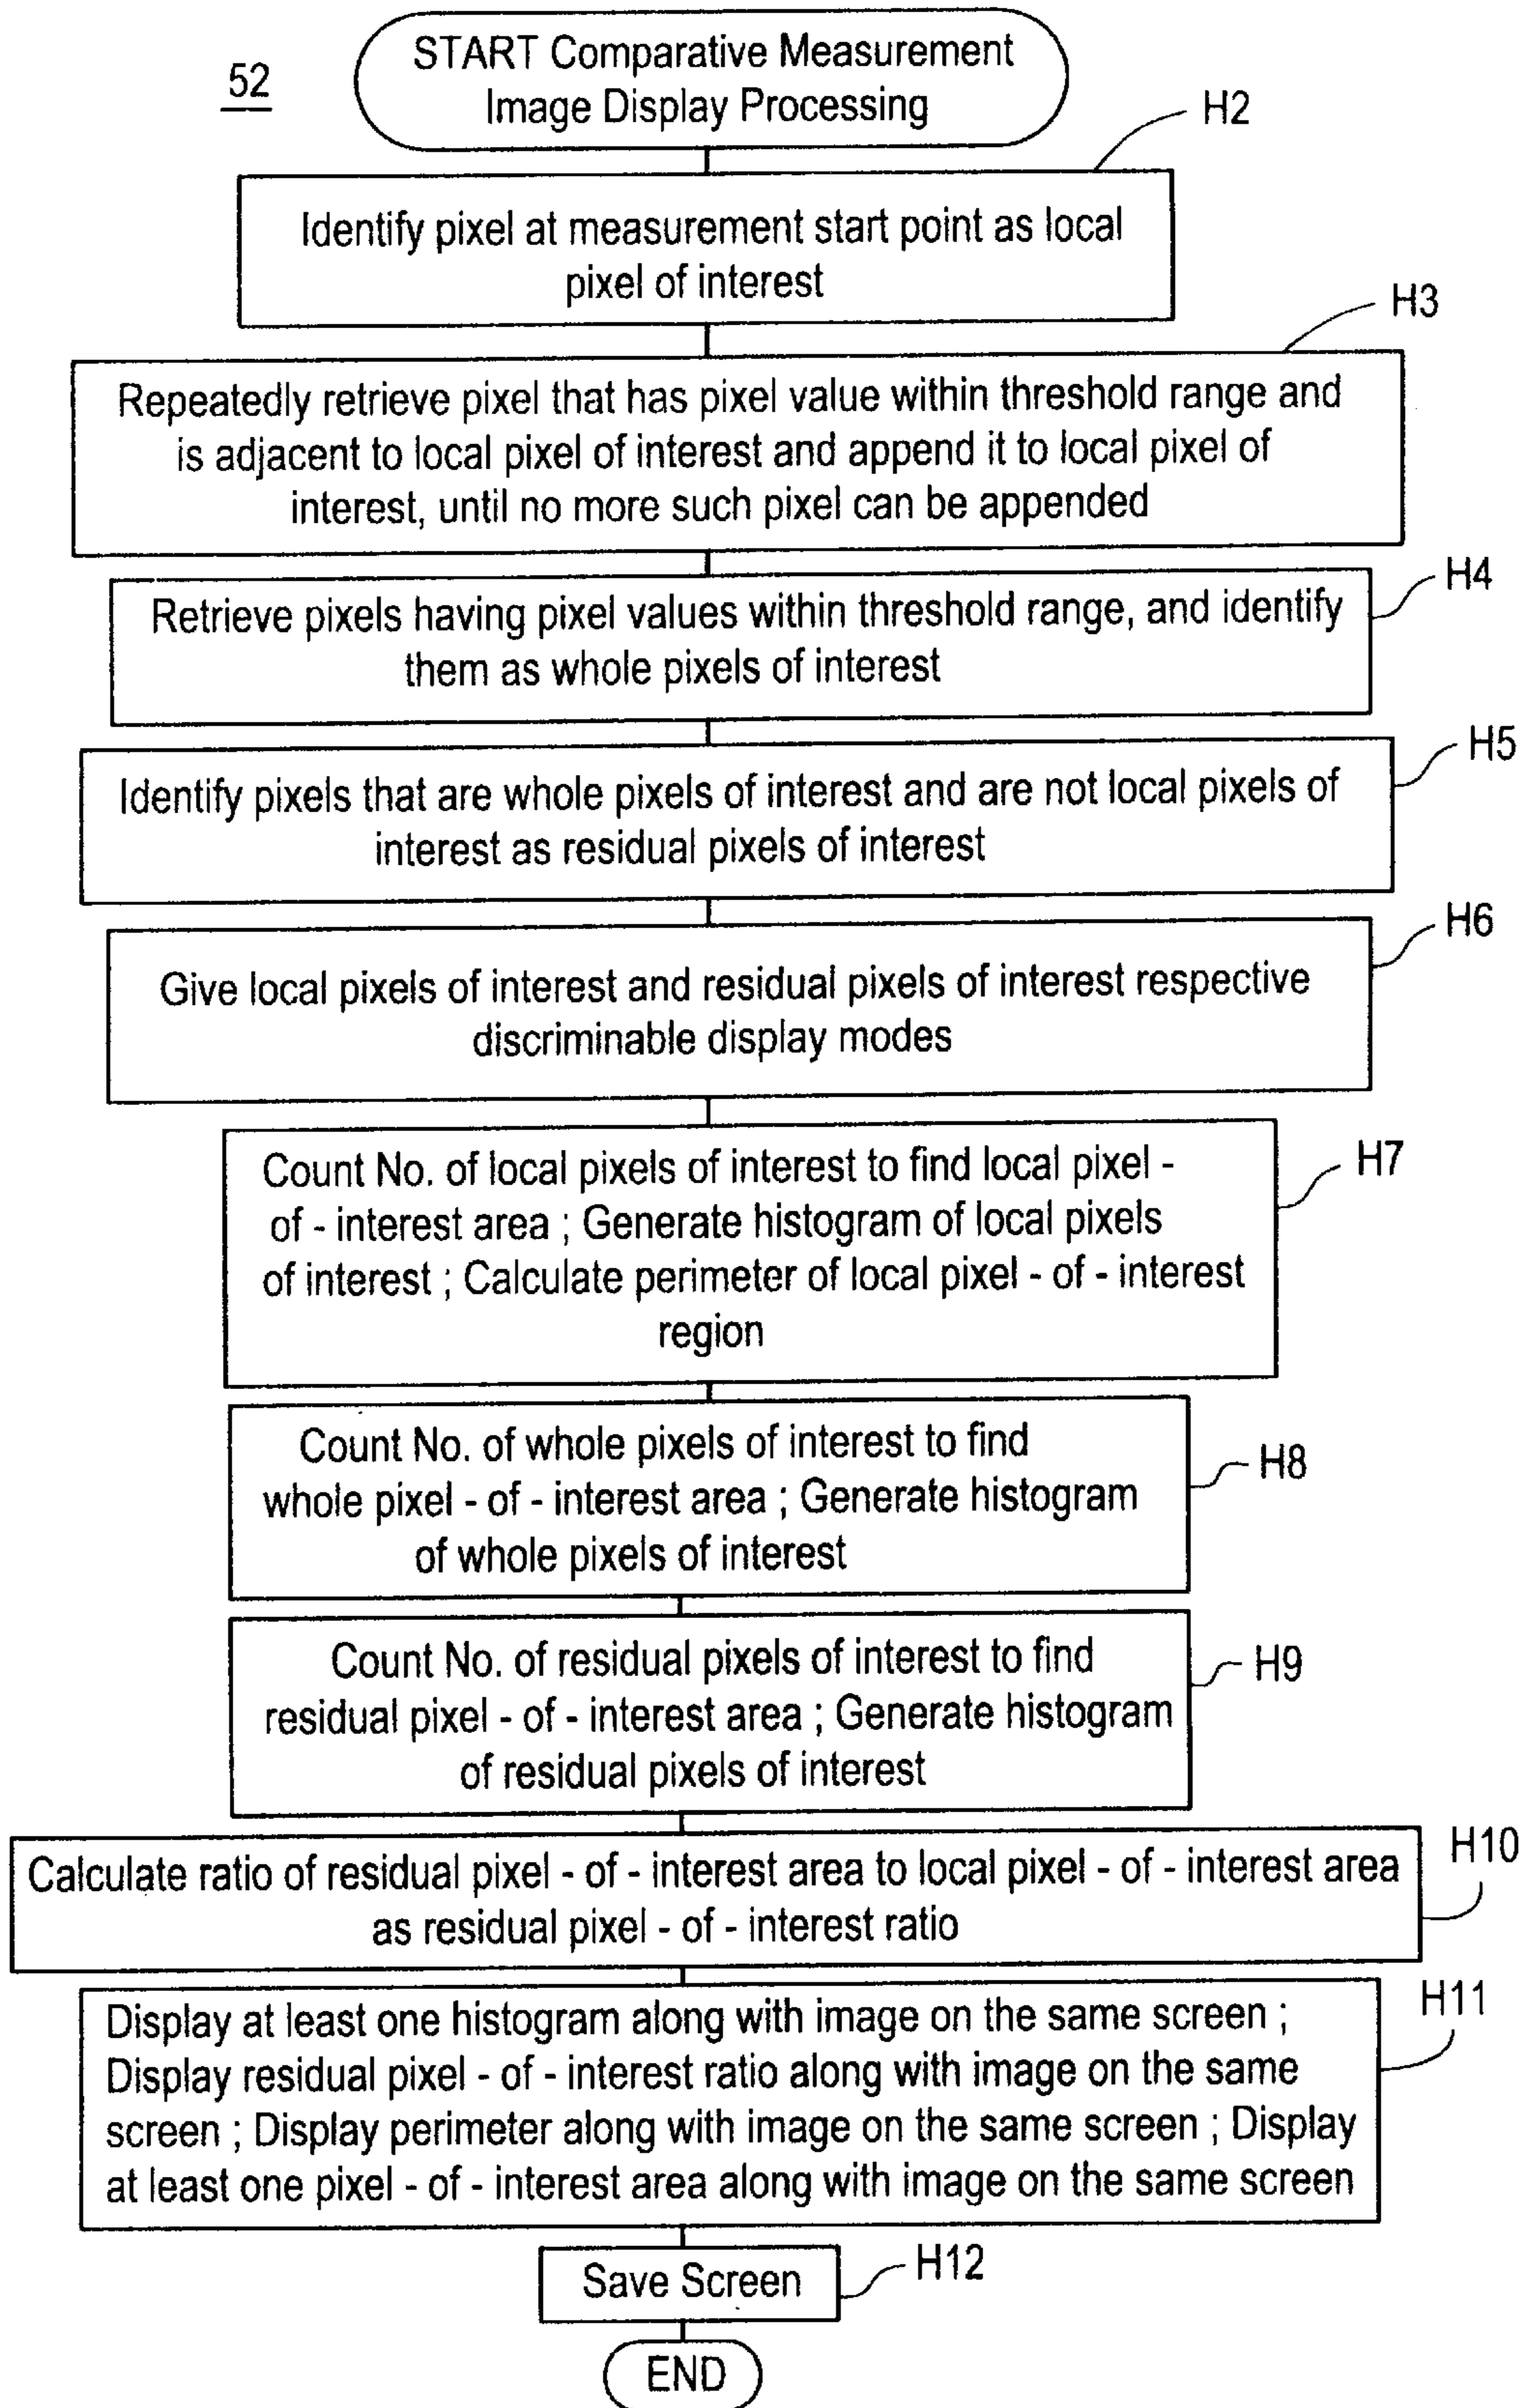 52
START Comparative Measurement
Image Display Processing
H2
Identify pixel at measurement start point as local
pixel of interest
H3
Repeatedly retrieve pixel that has pixel value within threshold range and
is adjacent to local pixel of interest and append it to local pixel of
interest, until no more such pixel can be appended
H4
Retrieve pixels having pixel values within threshold range, and identify
them as whole pixels of interest
H5
Identify pixels that are whole pixels of interest and are not local pixels of
interest as residual pixels of interest
H6
Give local pixels of interest and residual pixels of interest respective
discriminable display modes
H7
Count No. of local pixels of interest to find local pixel -
of - interest area ; Generate histogram of local pixels
of interest ; Calculate perimeter of local pixel - of - interest
region
H8
Count No. of whole pixels of interest to find
whole pixel - of - interest area ; Generate histogram
of whole pixels of interest
H9
Count No. of residual pixels of interest to find
residual pixel - of - interest area ; Generate histogram
of residual pixels of interest
H10
Calculate ratio of residual pixel - of - interest area to local pixel - of - interest area
as residual pixel - of - interest ratio
H11
Display at least one histogram along with image on the same screen ;
Display residual pixel - of - interest ratio along with image on the same
screen ; Display perimeter along with image on the same screen ; Display
at least one pixel - of - interest area along with image on the same screen
H12
Save Screen
END